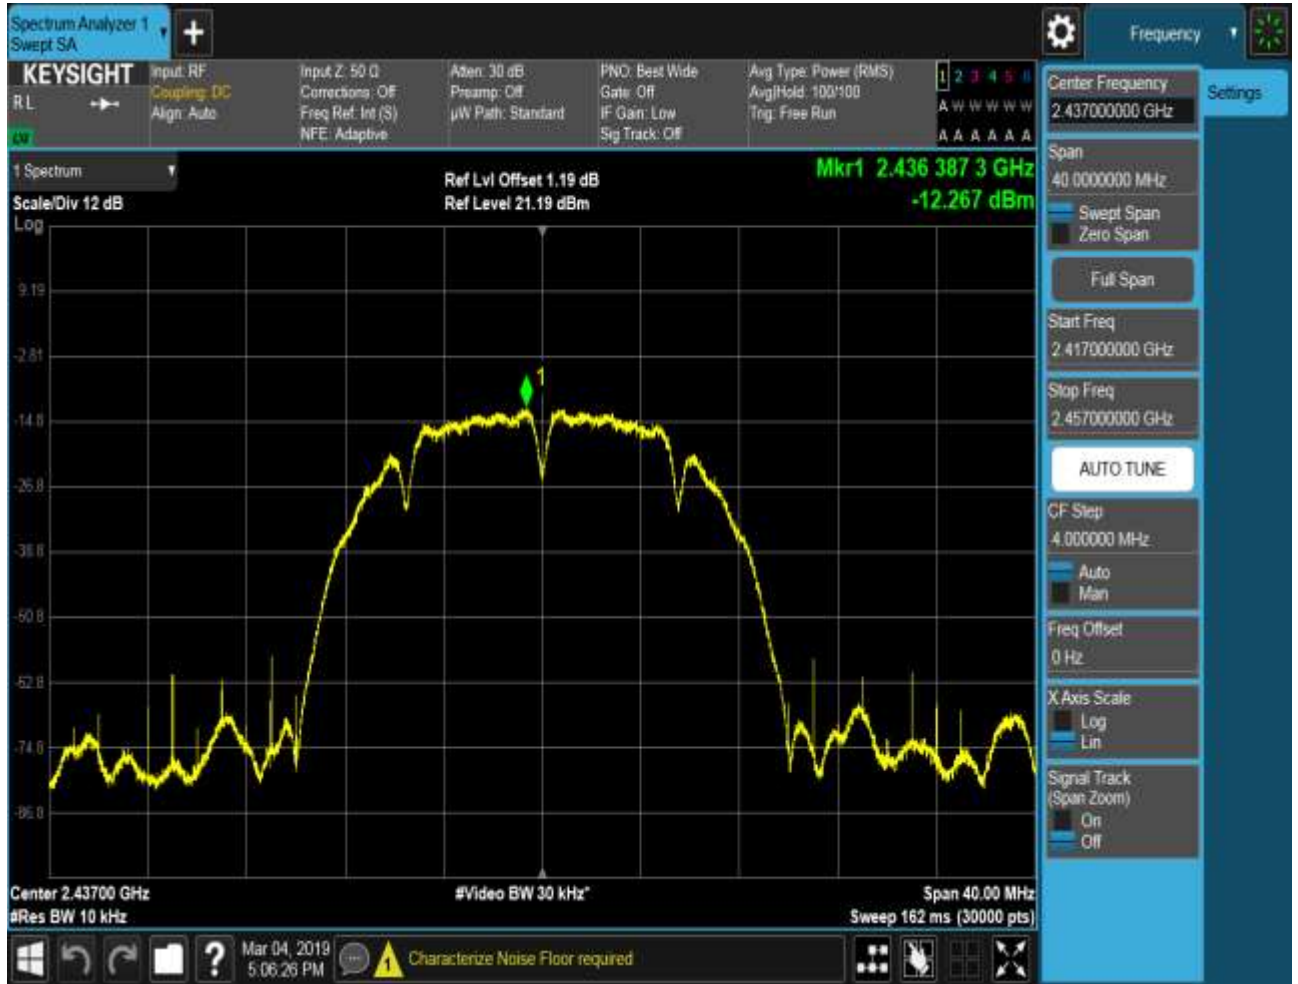 Spectrum Analyzer 1
Swept SA
+
Frequency
KEYSIGHT
Input: RF
Coupling: DC
Align: Auto
Input Z: 50 Ω
Corrections: Off
Freq Ref: Int (S)
NFE: Adaptive
Atten: 30 dB
Preamp: Off
µW Path: Standard
PNO: Best Wide
Gate: Off
IF Gain: Low
Sig Track: Off
Avg Type: Power (RMS)
Avg|Hold: 100/100
Trig: Free Run
1 2 3 4 5 6
A W W W W W
A A A A A A
R L
1 Spectrum
Scale/Div 12 dB
Log
Ref Lvl Offset 1.19 dB
Ref Level 21.19 dBm
Mkr1 2.436 387 3 GHz
-12.267 dBm
9.19
-2.81
-14.8
-26.8
-38.8
-50.8
-62.8
-74.8
-86.8
1
Center 2.43700 GHz
#Res BW 10 kHz
#Video BW 30 kHz*
Span 40.00 MHz
Sweep 162 ms (30000 pts)
Center Frequency
2.437000000 GHz
Settings
Span
40.0000000 MHz
Swept Span
Zero Span
Full Span
Start Freq
2.417000000 GHz
Stop Freq
2.457000000 GHz
AUTO TUNE
CF Step
4.000000 MHz
Auto
Man
Freq Offset
0 Hz
X Axis Scale
Log
Lin
Signal Track
(Span Zoom)
On
Off
?
Mar 04, 2019
5:06:26 PM
1
Characterize Noise Floor required